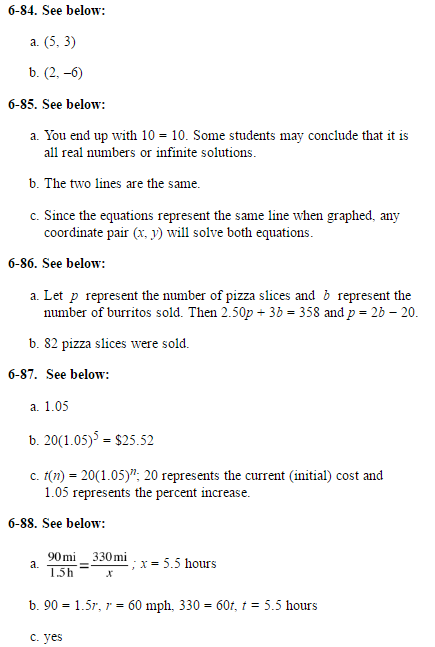 6-84. See below:
a. (5, 3)
b. (2, –6)
6-85. See below:
a. You end up with 10 = 10. Some students may conclude that it is
all real numbers or infinite solutions.
b. The two lines are the same.
c. Since the equations represent the same line when graphed, any
coordinate pair (x, y) will solve both equations.
6-86. See below:
a. Let p represent the number of pizza slices and b represent the
number of burritos sold. Then 2.50p + 3b = 358 and p = 2b – 20.
b. 82 pizza slices were sold.
6-87. See below:
a. 1.05
b. 20(1.05)⁵ = $25.52
c. t(n) = 20(1.05)ⁿ; 20 represents the current (initial) cost and
1.05 represents the percent increase.
6-88. See below:
a. 90 mi / 1.5 h = 330 mi / x ; x = 5.5 hours
b. 90 = 1.5r, r = 60 mph, 330 = 60t, t = 5.5 hours
c. yes